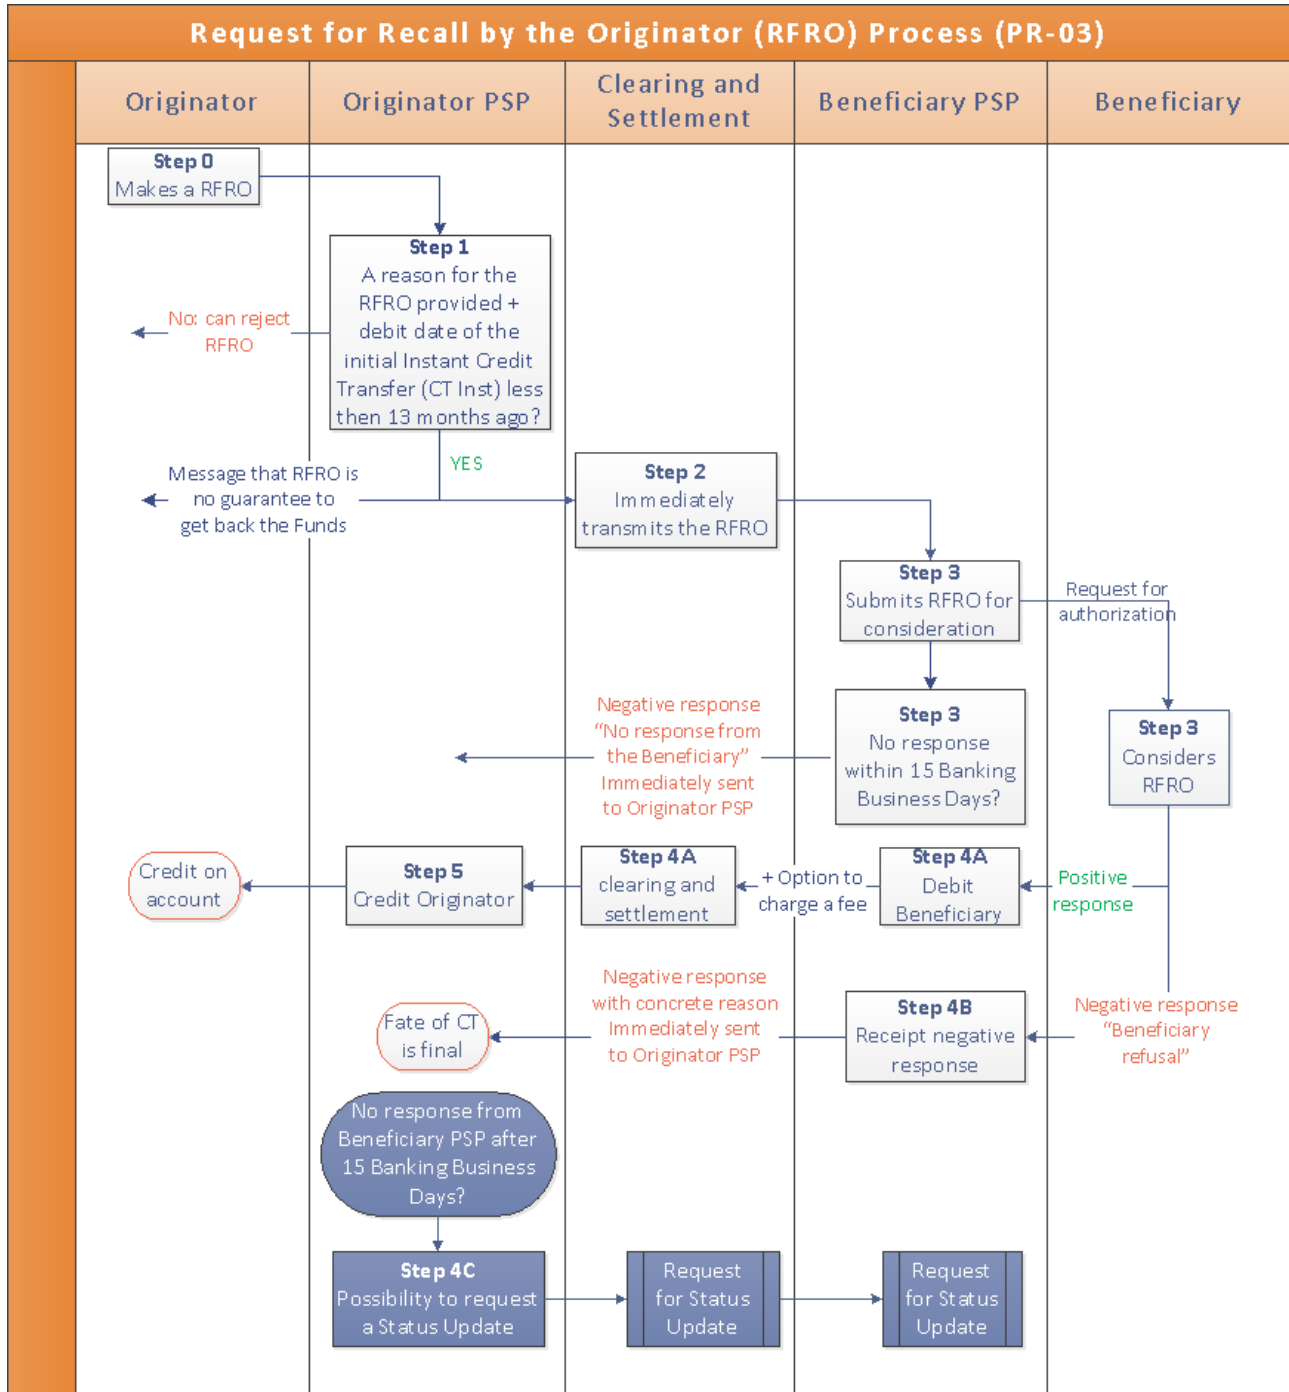 Request for Recall by the Originator (RFRO) Process (PR-03)
Originator
Originator PSP
Clearing and
Settlement
Beneficiary PSP
Beneficiary
Step 0
Makes a RFRO
Step 1
A reason for the
RFRO provided +
debit date of the
initial Instant Credit
Transfer (CT Inst) less
then 13 months ago?
No: can reject
RFRO
YES
Message that RFRO is
no guarantee to
get back the Funds
Step 2
Immediately
transmits the RFRO
Step 3
Submits RFRO for
consideration
Request for
authorization
Negative response
“No response from
the Beneficiary”
Immediately sent
to Originator PSP
Step 3
No response
within 15 Banking
Business Days?
Step 3
Considers
RFRO
Credit on
account
Step 5
Credit Originator
Step 4A
clearing and
settlement
+ Option to
charge a fee
Step 4A
Debit
Beneficiary
Positive
response
Fate of CT
is final
Negative response
with concrete reason
Immediately sent
to Originator PSP
Step 4B
Receipt negative
response
Negative response
“Beneficiary
refusal”
No response from
Beneficiary PSP after
15 Banking Business
Days?
Step 4C
Possibility to request
a Status Update
Request
for Status
Update
Request
for Status
Update